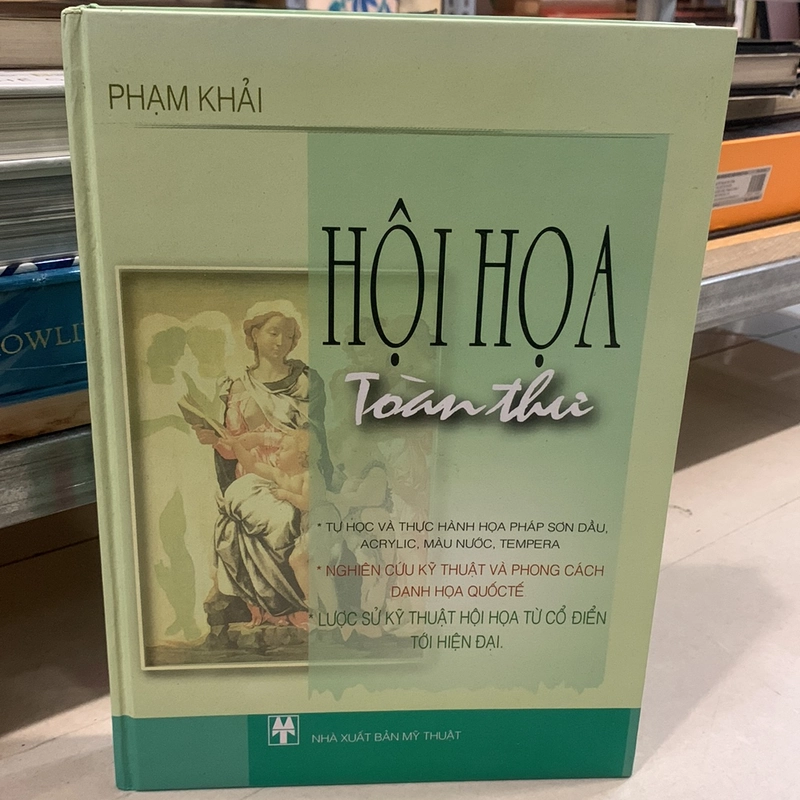 PHẠM KHẢI
HỘI HỌA
Toàn thư
* TỰ HỌC VÀ THỰC HÀNH HỌA PHÁP SƠN DẦU,
ACRYLIC, MÀU NƯỚC, TEMPERA
* NGHIÊN CỨU KỸ THUẬT VÀ PHONG CÁCH
DANH HỌA QUỐCTẾ
* LƯỢC SỬ KỸ THUẬT HỘI HỌA TỪ CỔ ĐIỂN
TỚI HIỆN ĐẠI.
NHÀ XUẤT BẢN MỸ THUẬT